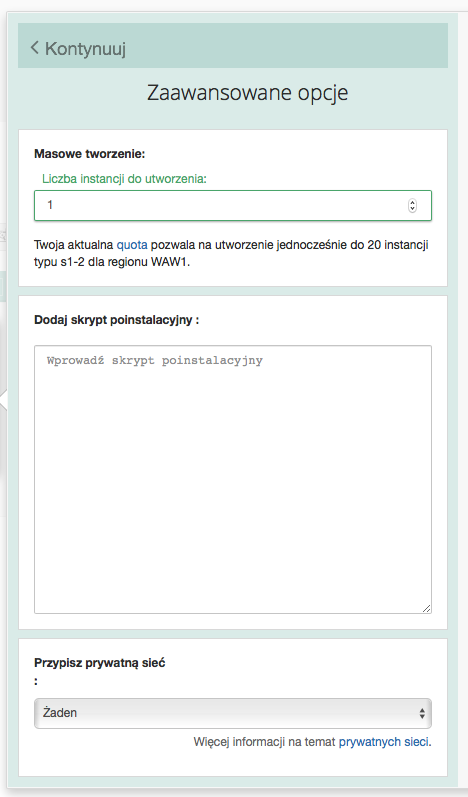 Kontynuuj
Zaawansowane opcje
Masowe tworzenie:
Liczba instancji do utworzenia:
1
Twoja aktualna quota pozwala na utworzenie jednocześnie do 20 instancji
typu s1-2 dla regionu WAW1.
Dodaj skrypt poinstalacyjny :
Wprowadź skrypt poinstalacyjny
Przypisz prywatną sieć
:
Żaden
Więcej informacji na temat prywatnych sieci.